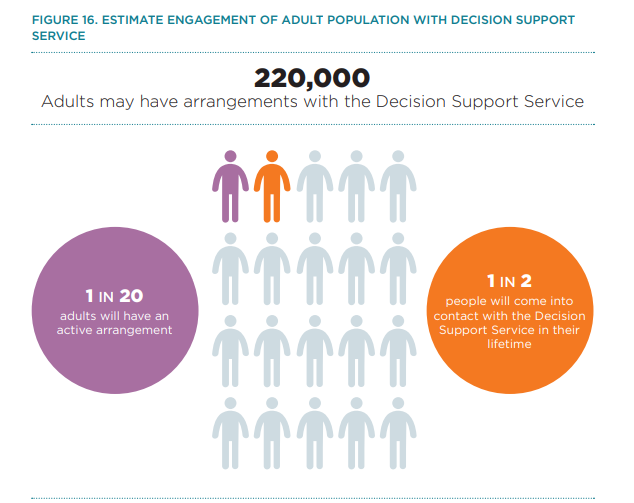 FIGURE 16. ESTIMATE ENGAGEMENT OF ADULT POPULATION WITH DECISION SUPPORT
SERVICE
220,000
Adults may have arrangements with the Decision Support Service
1 IN 20
adults will have an
active arrangement
1 IN 2
people will come into
contact with the Decision
Support Service in their
lifetime